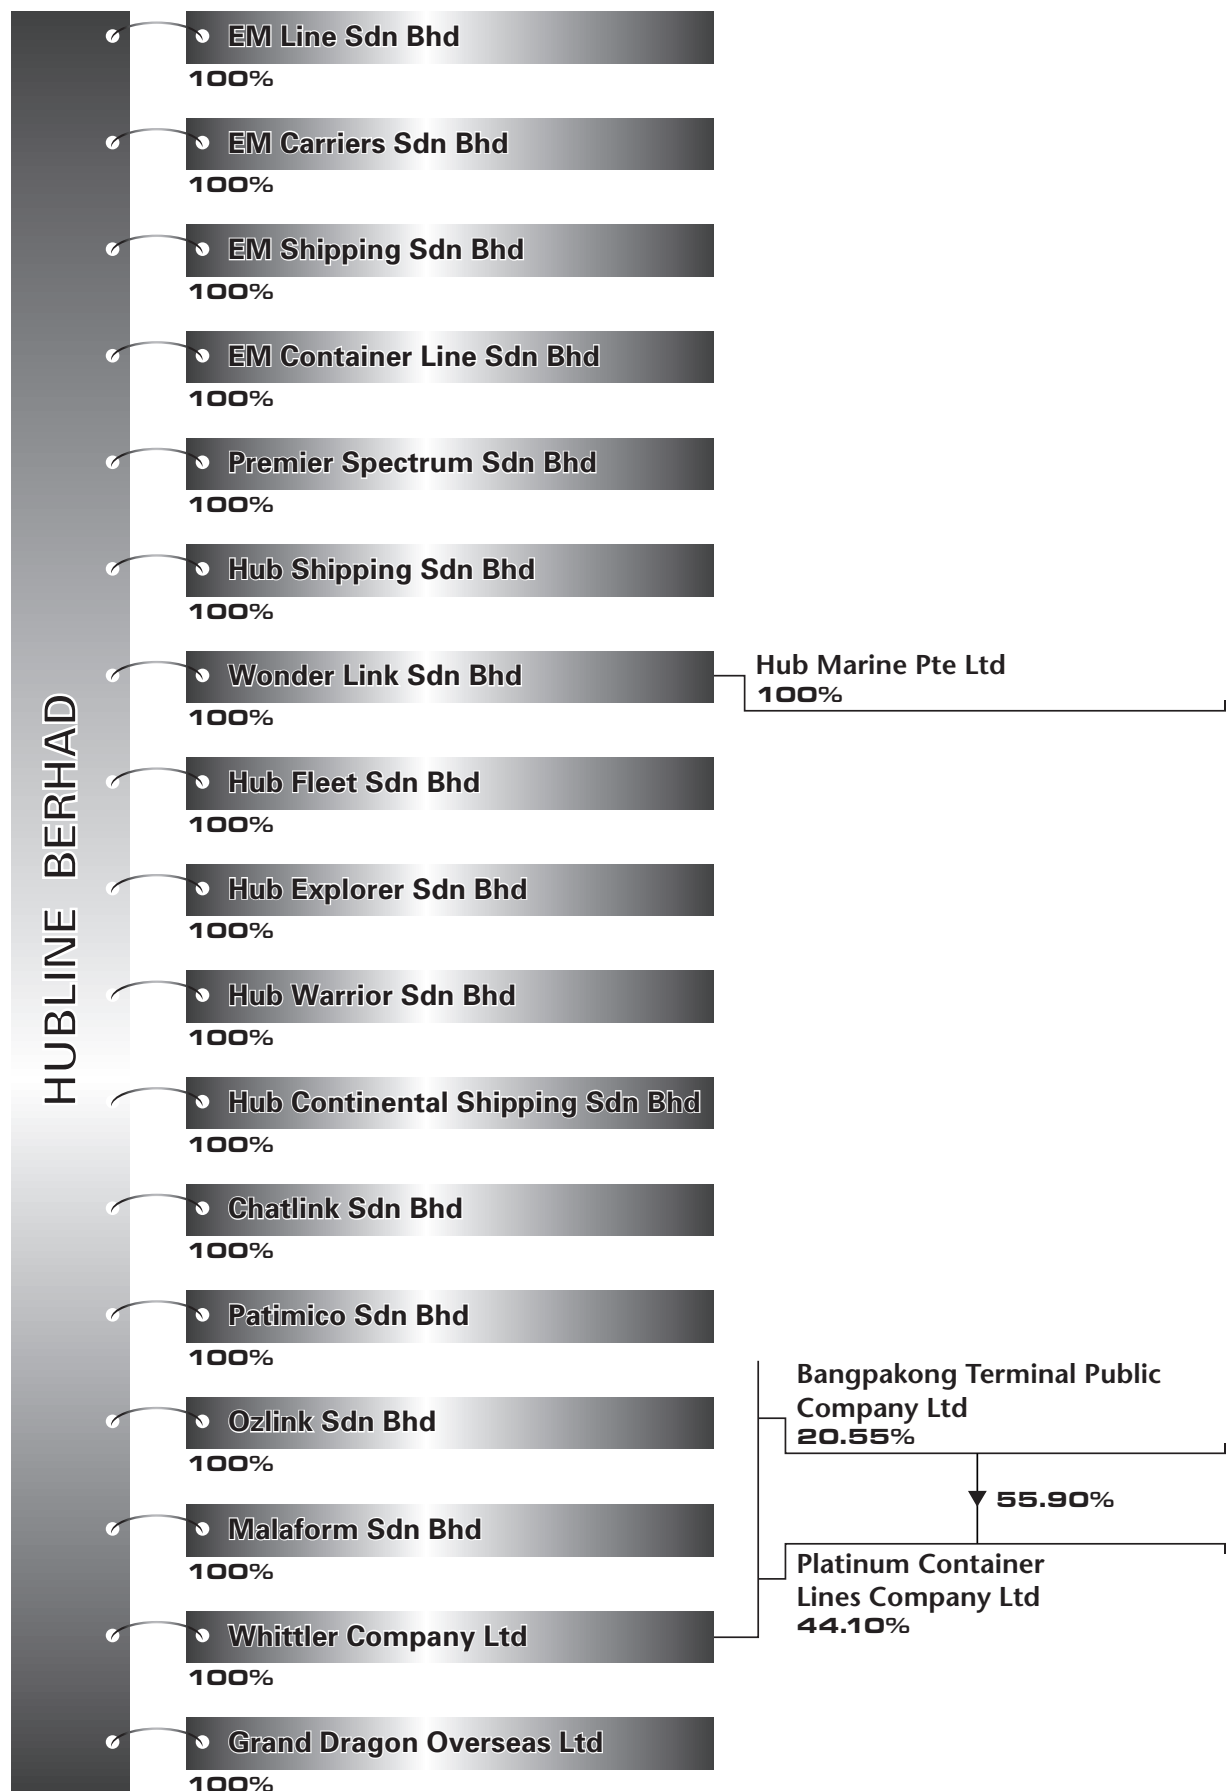 HUBLINE BERHAD
EM Line Sdn Bhd
100%
EM Carriers Sdn Bhd
100%
EM Shipping Sdn Bhd
100%
EM Container Line Sdn Bhd
100%
Premier Spectrum Sdn Bhd
100%
Hub Shipping Sdn Bhd
100%
Wonder Link Sdn Bhd
100%
Hub Marine Pte Ltd
100%
Hub Fleet Sdn Bhd
100%
Hub Explorer Sdn Bhd
100%
Hub Warrior Sdn Bhd
100%
Hub Continental Shipping Sdn Bhd
100%
Chatlink Sdn Bhd
100%
Patimico Sdn Bhd
100%
Ozlink Sdn Bhd
100%
Malaform Sdn Bhd
100%
Whittler Company Ltd
100%
Bangpakong Terminal Public
Company Ltd
20.55%
55.90%
Platinum Container
Lines Company Ltd
44.10%
Grand Dragon Overseas Ltd
100%